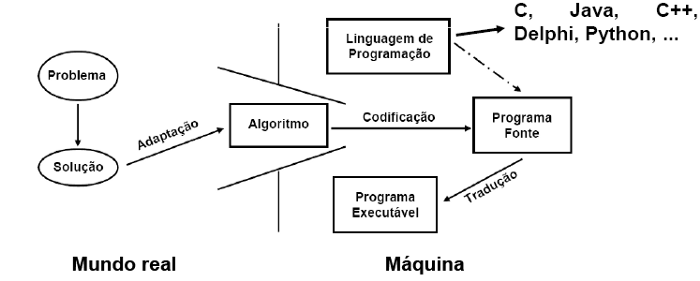 C, Java, C++,
Delphi, Python, ...
Linguagem de
Programação
Problema
Adaptação
Algoritmo
Codificação
Programa
Fonte
Solução
Tradução
Programa
Executável
Mundo real
Máquina